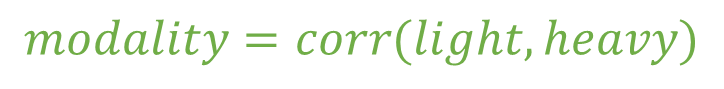 modality = corr(light, heavy)